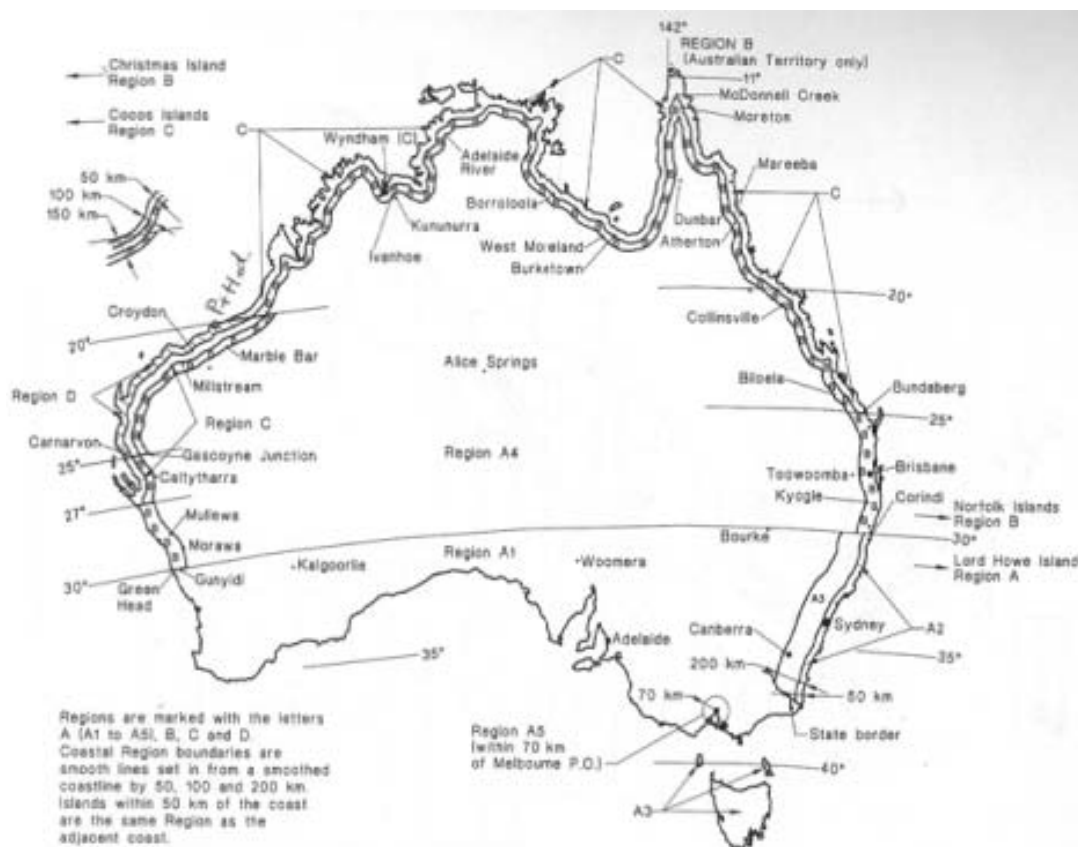 142°
REGION B
(Australian Territory only)
11°
McDonnell Creek
Moreton
Christmas Island
Region B
Cocos Islands
Region C
C
C
Wyndham (C)
Adelaide
River
Mareeba
C
50 km
100 km
150 km
Borroloola
Kununurra
Dunbar
West Moreland
Atherton
Ivanhoe
Burketown
Pt Hed
Croydon
20°
20°
Collinsville
Marble Bar
Alice Springs
Millstream
Biloela
Bundaberg
Region D
Region C
25°
Carnarvon
Gascoyne Junction
25°
Region A4
Callytharra
Toowoomba
Brisbane
Kyogle
Corindi
27°
Mullewa
Norfolk Islands
Region B
Morawa
Bourke
30°
Region A1
Kalgoorlie
Woomera
Lord Howe Island
Region A
30°
Gunyidi
Green
Head
A3
Sydney
A2
Canberra
Adelaide
35°
35°
200 km
50 km
70 km
State border
Regions are marked with the letters
A (A1 to A5), B, C and D.
Coastal Region boundaries are
smooth lines set in from a smoothed
coastline by 50, 100 and 200 km.
Islands within 50 km of the coast
are the same Region as the
adjacent coast.
Region A5
(within 70 km
of Melbourne P.O.)
40°
A3